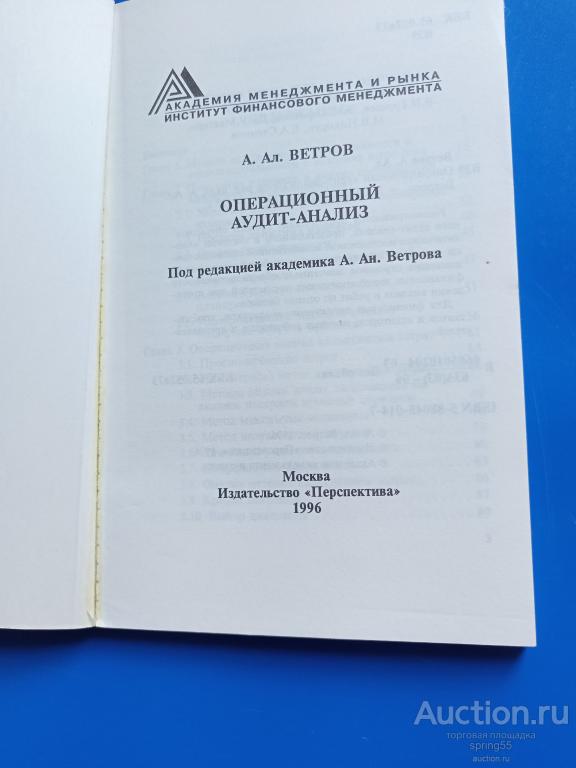 АКАДЕМИЯ МЕНЕДЖМЕНТА И РЫНКА
ИНСТИТУТ ФИНАНСОВОГО МЕНЕДЖМЕНТА
А. Ал. ВЕТРОВ
ОПЕРАЦИОННЫЙ
АУДИТ-АНАЛИЗ
Под редакцией академика А. Ан. Ветрова
Москва
Издательство «Перспектива»
1996
Auction.ru
торговая площадка
spring55
auction.ru